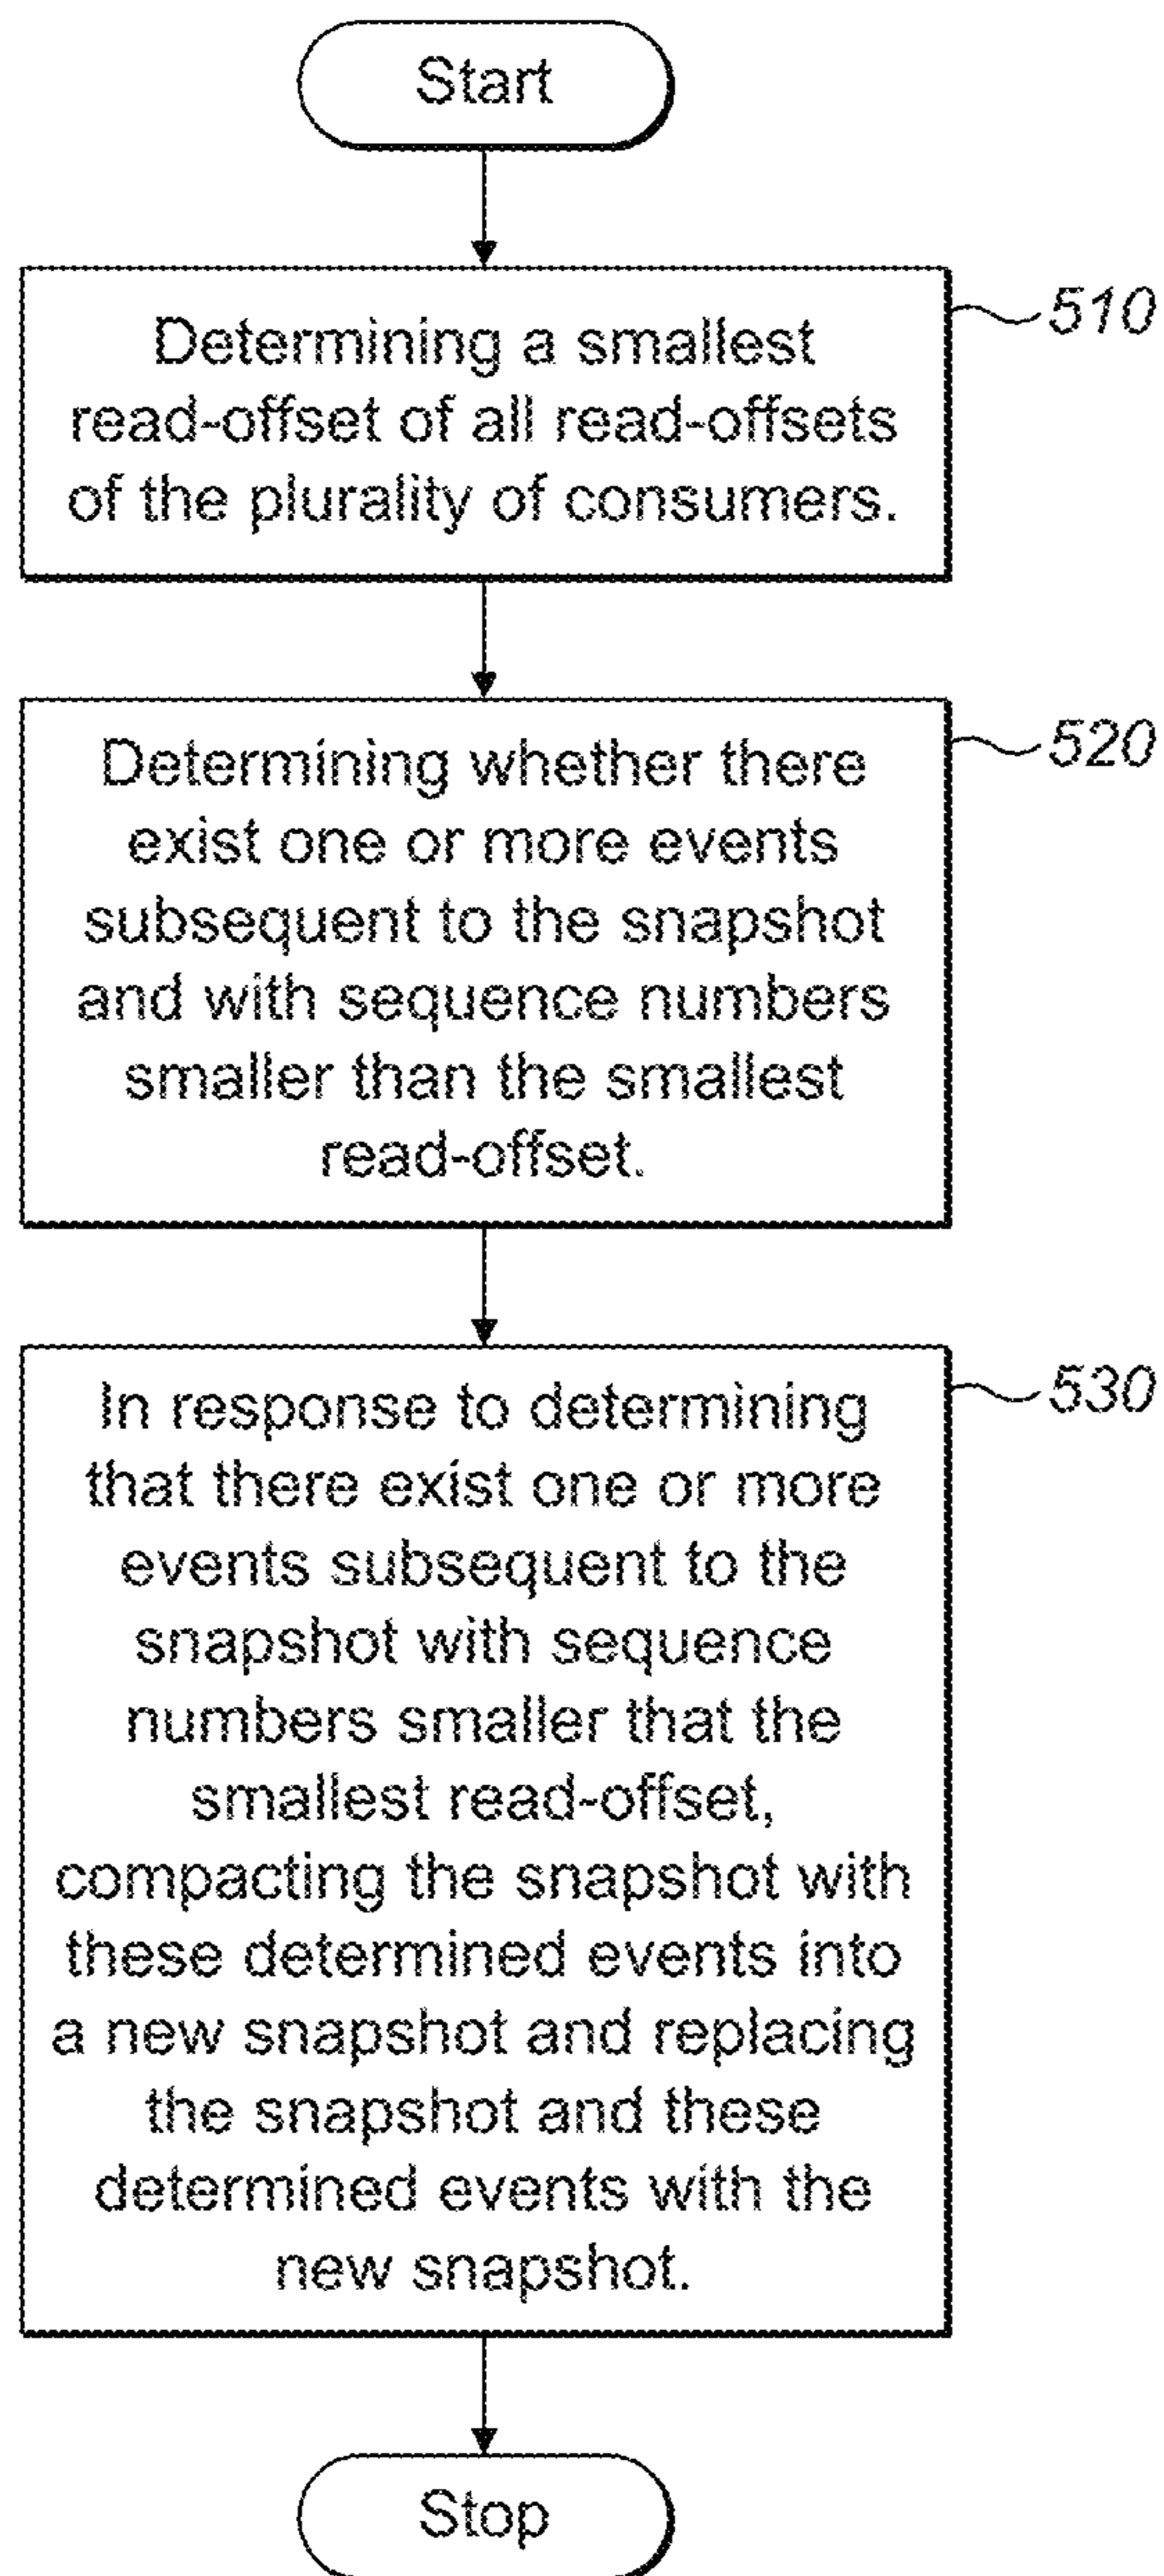 Start
Determining a smallest
read-offset of all read-offsets
of the plurality of consumers.
510
Determining whether there
exist one or more events
subsequent to the snapshot
and with sequence numbers
smaller than the smallest
read-offset.
520
In response to determining
that there exist one or more
events subsequent to the
snapshot with sequence
numbers smaller that the
smallest read-offset,
compacting the snapshot with
these determined events into
a new snapshot and replacing
the snapshot and these
determined events with the
new snapshot.
530
Stop